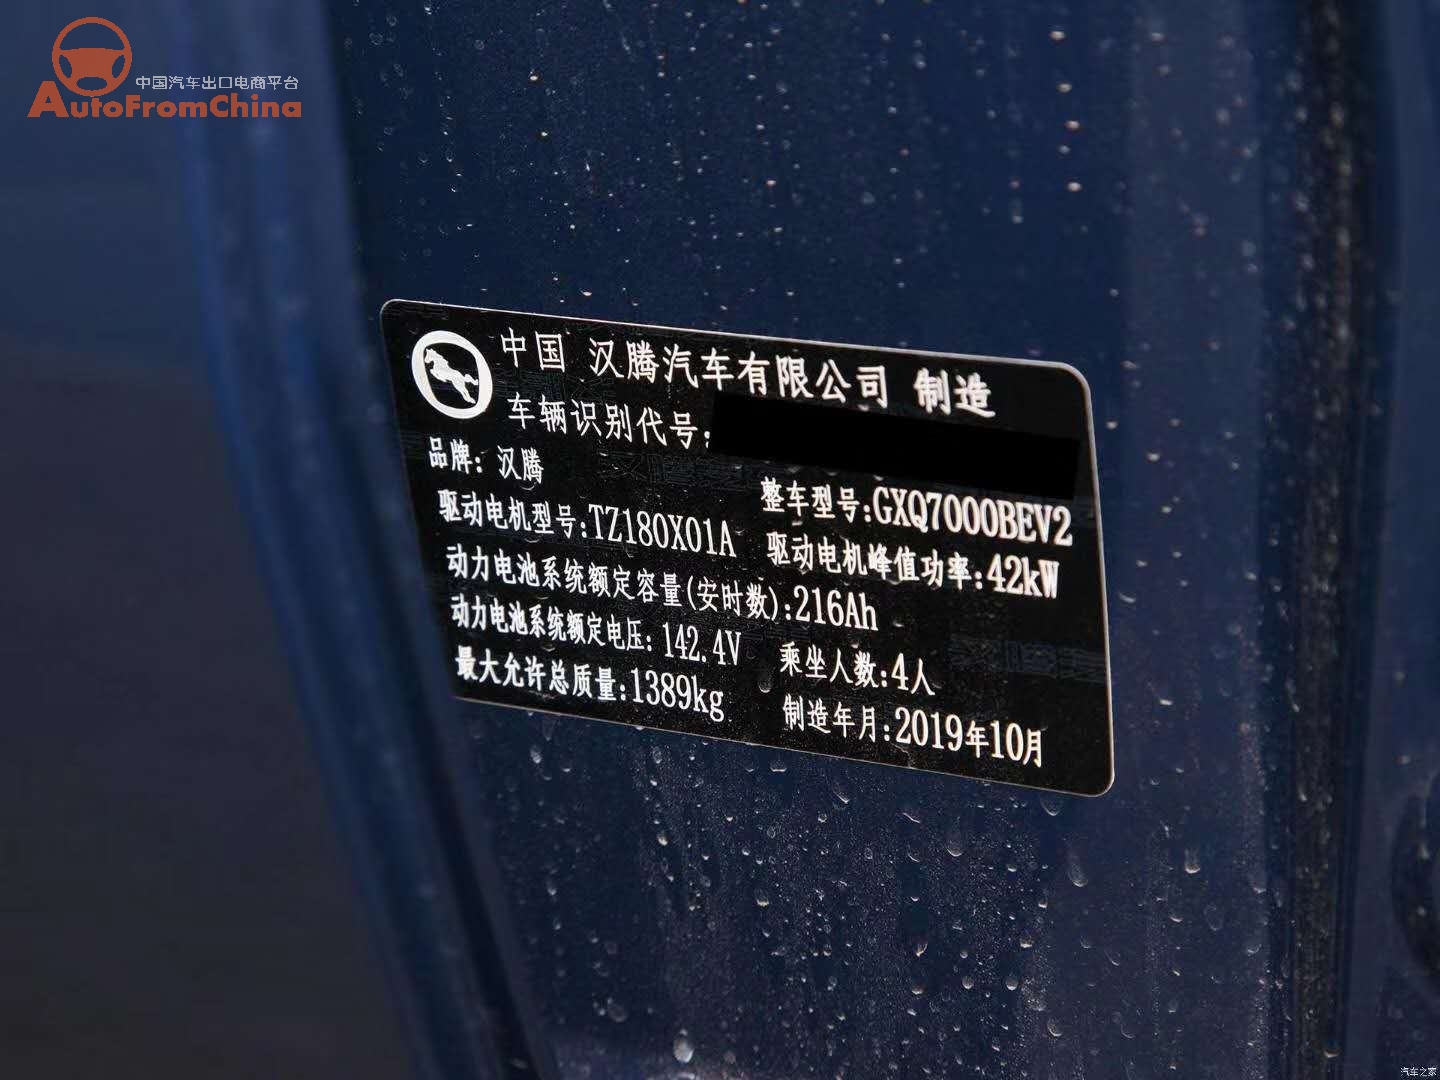 中国汽车出口电商平台
AutoFromChina
中国 汉腾汽车有限公司 制造
车辆识别代号:
品牌: 汉腾
整车型号:GXQ7000BEV2
驱动电机型号:TZ180X01A
驱动电机峰值功率:42kW
动力电池系统额定容量(安时数):216Ah
动力电池系统额定电压: 142.4V
乘坐人数:4人
最大允许总质量:1389kg
制造年月:2019年10月
汽车之家